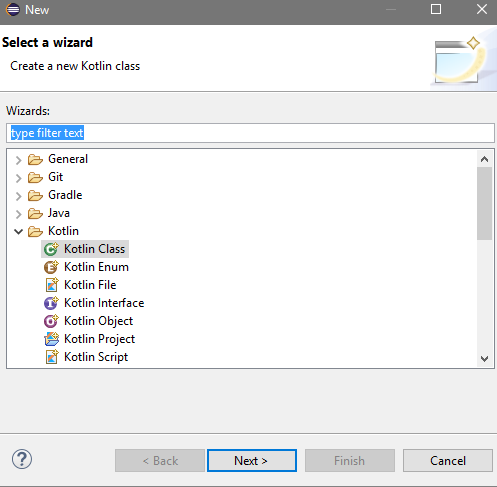 New
Select a wizard
Create a new Kotlin class
Wizards:
type filter text
General
Git
Gradle
Java
Kotlin
Kotlin Class
Kotlin Enum
Kotlin File
Kotlin Interface
Kotlin Object
Kotlin Project
Kotlin Script
? < Back Next > Finish Cancel